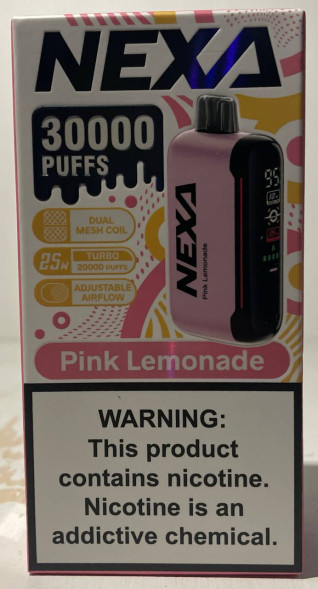 NEXA
30000
PUFFS
DUAL
MESH COIL
25W
TURBO
20000 PUFFS
ADJUSTABLE
AIRFLOW
NEXA
Pink Lemonade
95
Pink Lemonade
WARNING:
This product
contains nicotine.
Nicotine is an
addictive chemical.